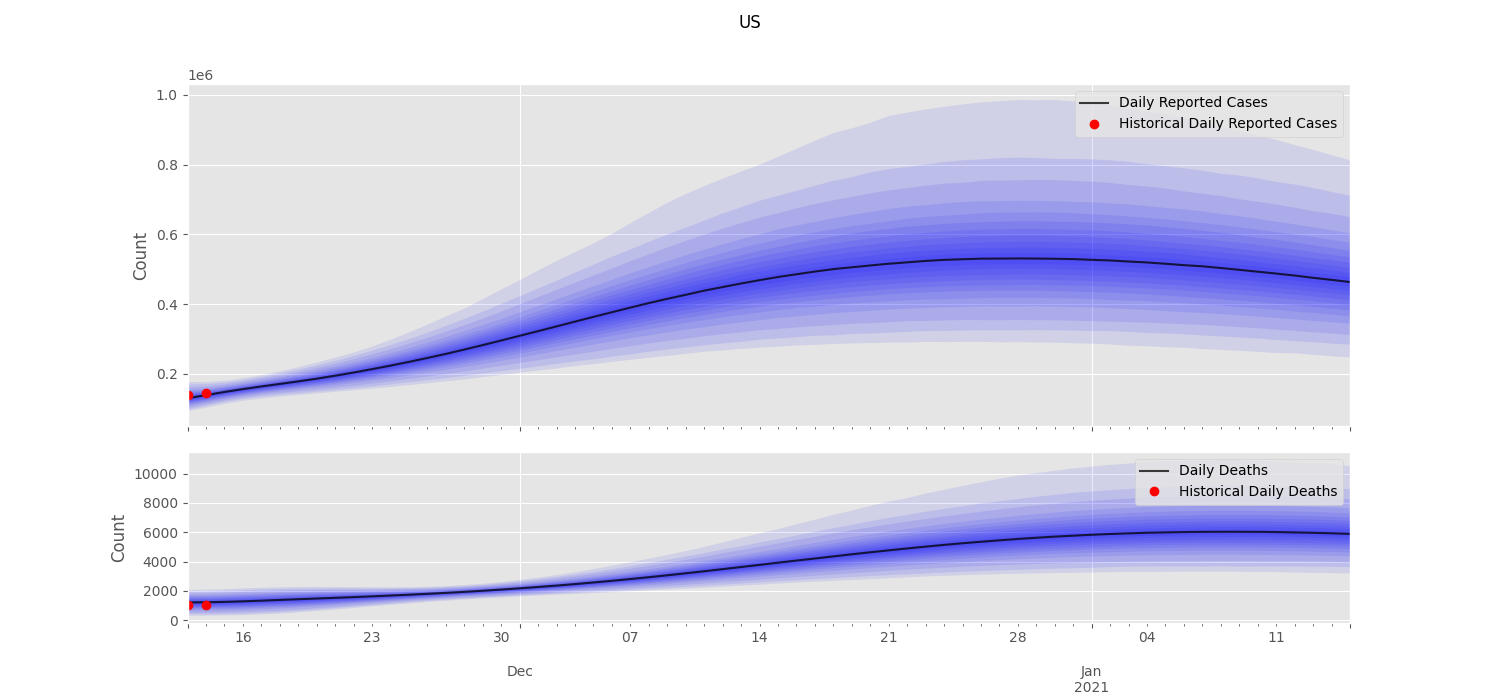 US
1e6
1.0
0.8
0.6
0.4
0.2
Count
Daily Reported Cases
Historical Daily Reported Cases
10000
8000
6000
4000
2000
0
Count
Daily Deaths
Historical Daily Deaths
16 23 30 07 14 21 28 04 11
Dec Jan
2021